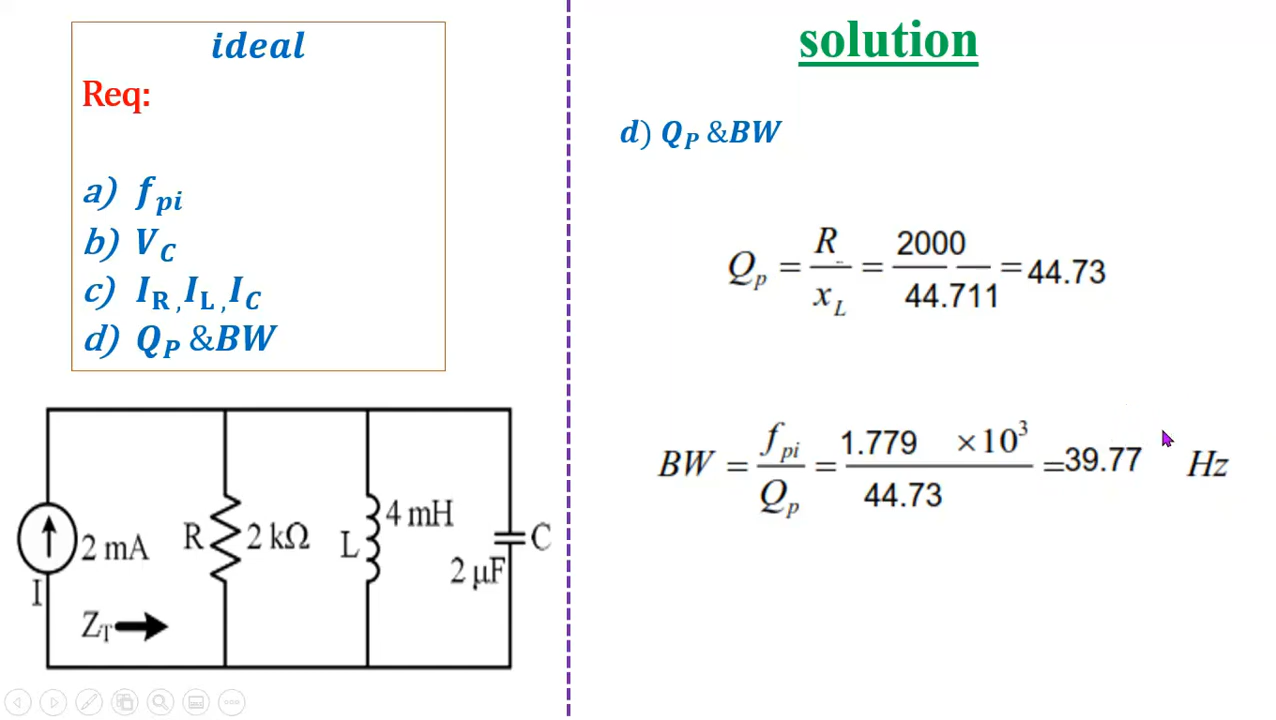 ideal
Req:
a) f_pi
b) V_C
c) I_R, I_L, I_C
d) Q_P & BW
I
2 mA
R
2 kΩ
L
4 mH
C
2 μF
Z_T
solution
d) Q_P & BW
Q_p = R / x_L = 2000 / 44.711 = 44.73
BW = f_pi / Q_p = 1.779 ×10³ / 44.73 = 39.77 Hz